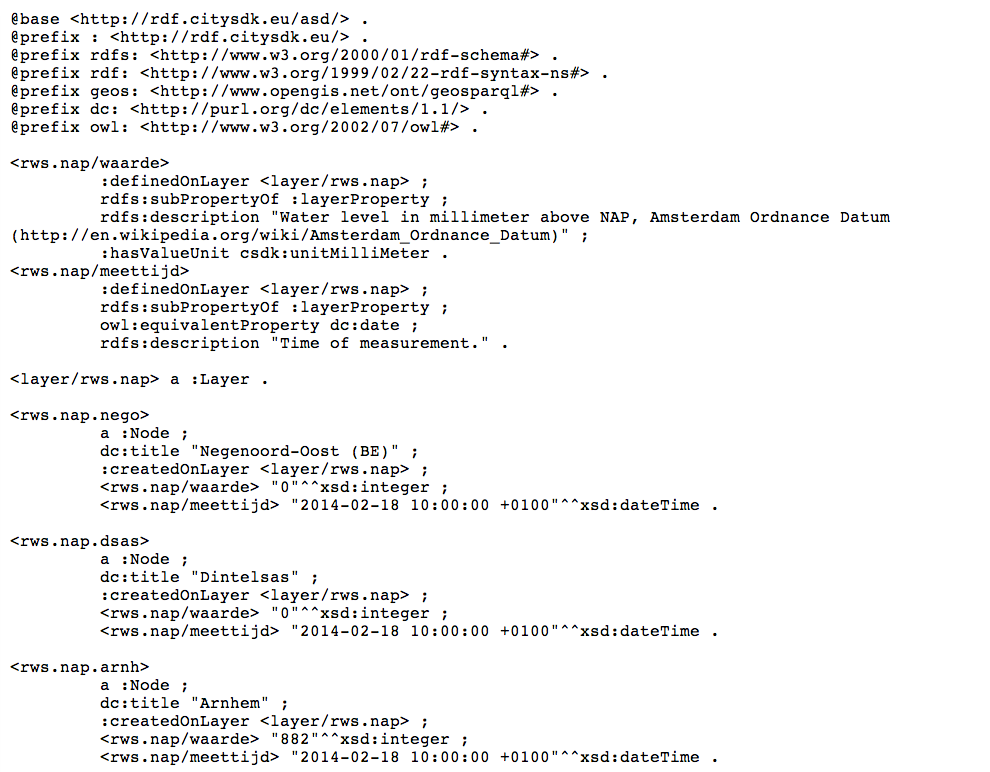 @base <http://rdf.citysdk.eu/asd/> .
@prefix : <http://rdf.citysdk.eu/> .
@prefix rdfs: <http://www.w3.org/2000/01/rdf-schema#> .
@prefix rdf: <http://www.w3.org/1999/02/22-rdf-syntax-ns#> .
@prefix geos: <http://www.opengis.net/ont/geosparql#> .
@prefix dc: <http://purl.org/dc/elements/1.1/> .
@prefix owl: <http://www.w3.org/2002/07/owl#> .

<rws.nap/waarde>
         :definedOnLayer <layer/rws.nap> ;
         rdfs:subPropertyOf :layerProperty ;
         rdfs:description "Water level in millimeter above NAP, Amsterdam Ordnance Datum
(http://en.wikipedia.org/wiki/Amsterdam_Ordnance_Datum)" ;
         :hasValueUnit csdk:unitMilliMeter .
<rws.nap/meettijd>
         :definedOnLayer <layer/rws.nap> ;
         rdfs:subPropertyOf :layerProperty ;
         owl:equivalentProperty dc:date ;
         rdfs:description "Time of measurement." .

<layer/rws.nap> a :Layer .

<rws.nap.nego>
         a :Node ;
         dc:title "Negenoord-Oost (BE)" ;
         :createdOnLayer <layer/rws.nap> ;
         <rws.nap/waarde> "0"^^xsd:integer ;
         <rws.nap/meettijd> "2014-02-18 10:00:00 +0100"^^xsd:dateTime .

<rws.nap.dsas>
         a :Node ;
         dc:title "Dintelsas" ;
         :createdOnLayer <layer/rws.nap> ;
         <rws.nap/waarde> "0"^^xsd:integer ;
         <rws.nap/meettijd> "2014-02-18 10:00:00 +0100"^^xsd:dateTime .

<rws.nap.arnh>
         a :Node ;
         dc:title "Arnhem" ;
         :createdOnLayer <layer/rws.nap> ;
         <rws.nap/waarde> "882"^^xsd:integer ;
         <rws.nap/meettijd> "2014-02-18 10:00:00 +0100"^^xsd:dateTime .